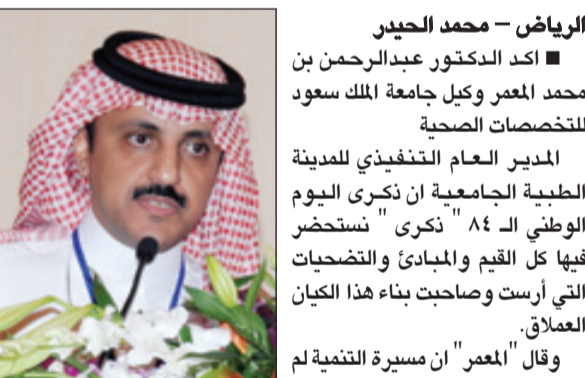 الرياض – محمد الحيدر
■ اكد الدكتور عبدالرحمن بن
محمد المعمر وكيل جامعة الملك سعود
للتخصصات الصحية
المدير العام التنفيذي للمدينة
الطبية الجامعية ان ذكرى اليوم
الوطني الـ ٨٤ " ذكرى " نستحضر
فيها كل القيم والمبادئ والتضحيات
التي أرست وصاحبت بناء هذا الكيان
العملاق.
وقال "المعمر" ان مسيرة التنمية لم